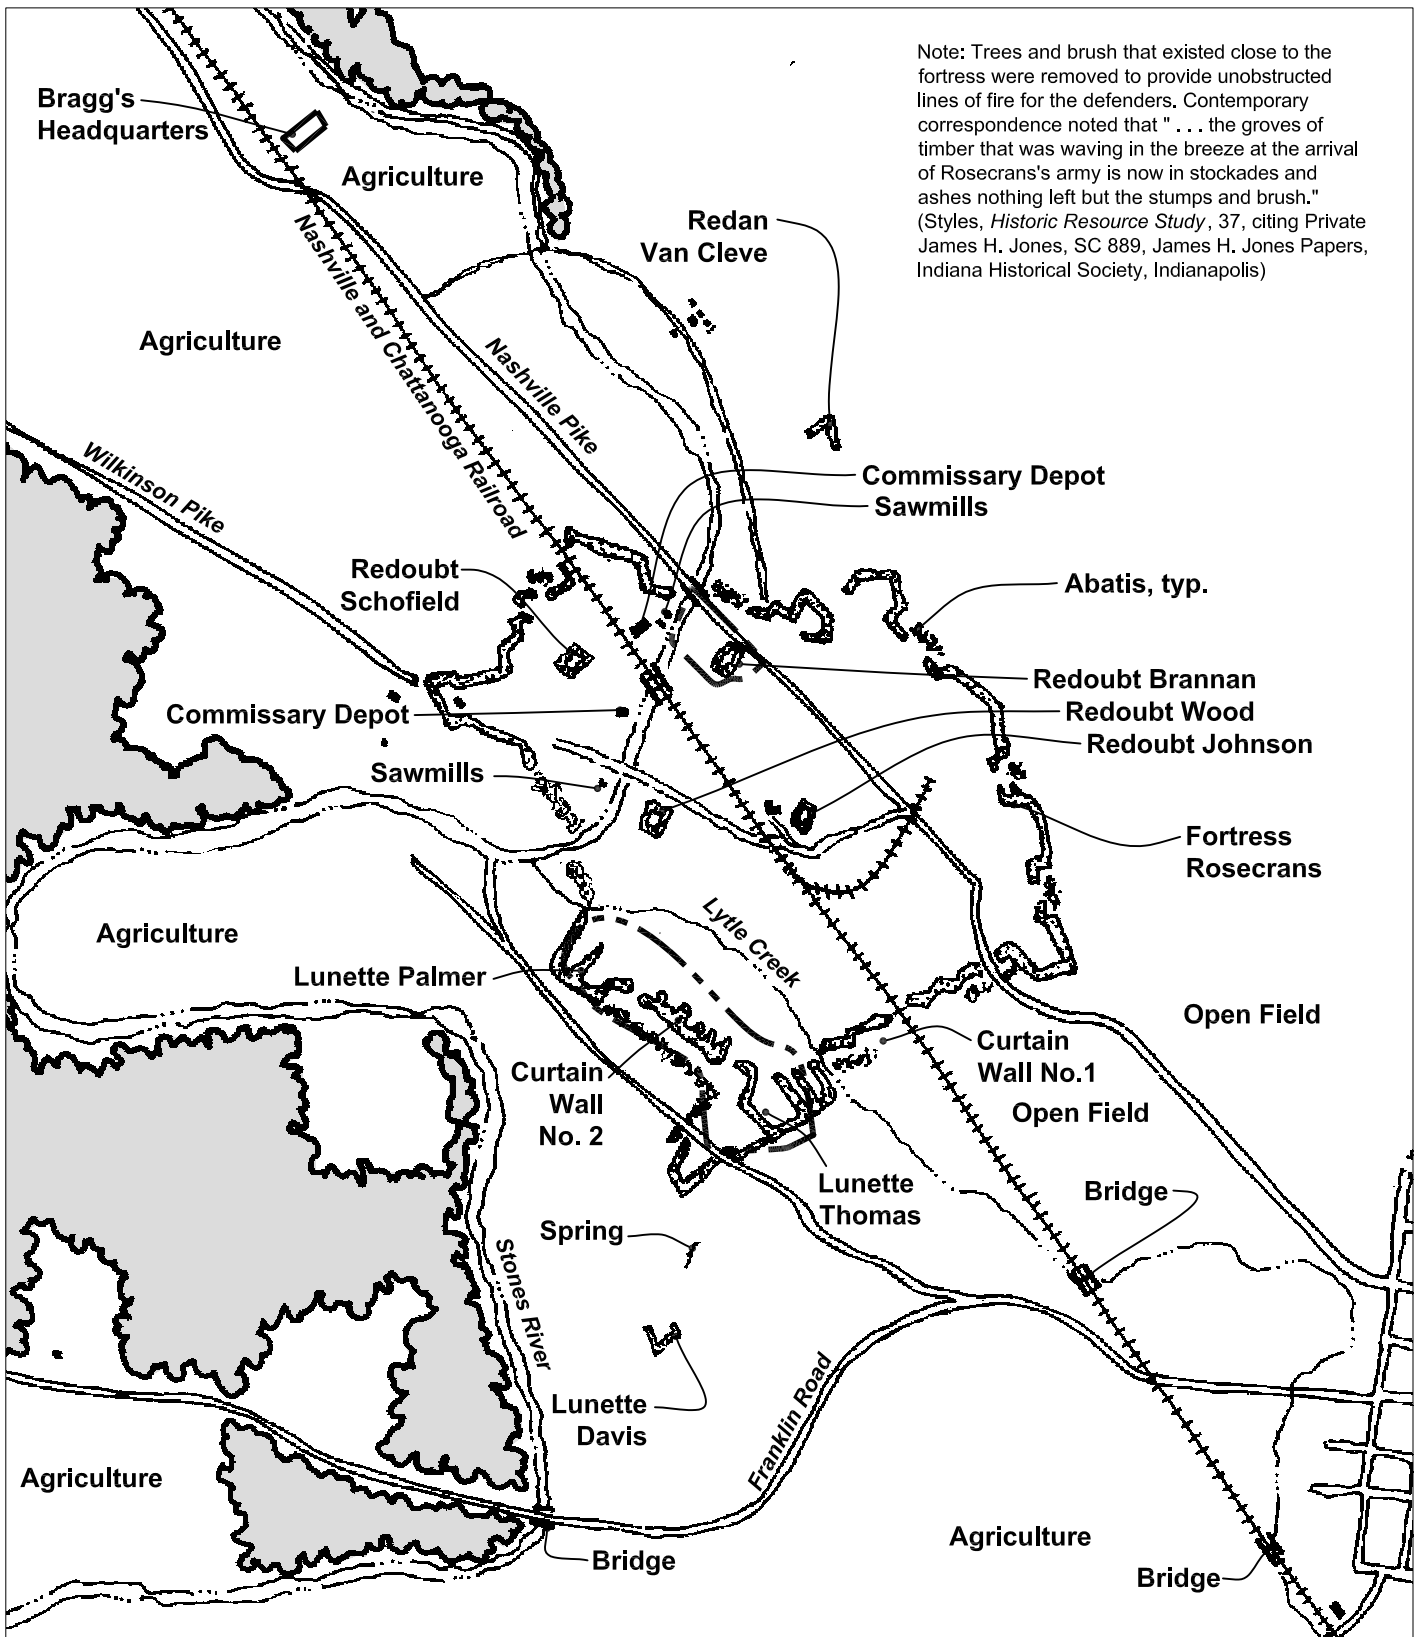 Note: Trees and brush that existed close to the
fortress were removed to provide unobstructed
lines of fire for the defenders. Contemporary
correspondence noted that " . . . the groves of
timber that was waving in the breeze at the arrival
of Rosecrans's army is now in stockades and
ashes nothing left but the stumps and brush."
(Styles, Historic Resource Study, 37, citing Private
James H. Jones, SC 889, James H. Jones Papers,
Indiana Historical Society, Indianapolis)
Bragg's
Headquarters
Agriculture
Redan
Van Cleve
Nashville and Chattanooga Railroad
Agriculture
Nashville Pike
Wilkinson Pike
Commissary Depot
Sawmills
Redoubt
Schofield
Abatis, typ.
Redoubt Brannan
Commissary Depot
Redoubt Wood
Redoubt Johnson
Sawmills
Fortress
Rosecrans
Agriculture
Lytle Creek
Lunette Palmer
Open Field
Curtain
Wall No.1
Curtain
Wall
No. 2
Open Field
Lunette
Thomas
Bridge
Spring
Stones River
Lunette
Davis
Franklin Road
Agriculture
Agriculture
Bridge
Bridge